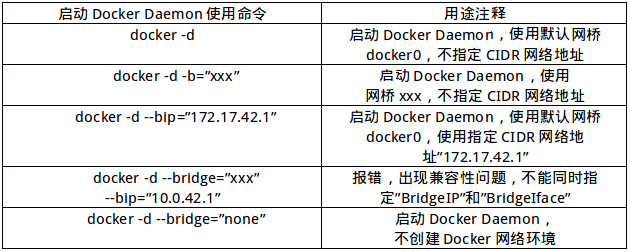 启动 Docker Daemon 使用命令
用途注释
docker -d
启动 Docker Daemon，使用默认网桥
docker0，不指定 CIDR 网络地址
docker -d -b=”xxx”
启动 Docker Daemon，使用
网桥 xxx，不指定 CIDR 网络地址
docker -d --bip=”172.17.42.1”
启动 Docker Daemon，使用默认网桥
docker0，使用指定 CIDR 网络地
址”172.17.42.1”
docker -d --bridge=”xxx”
--bip=”10.0.42.1”
报错，出现兼容性问题，不能同时指
定”BridgeIP”和”BridgeIface”
docker -d --bridge=”none”
启动 Docker Daemon，
不创建 Docker 网络环境